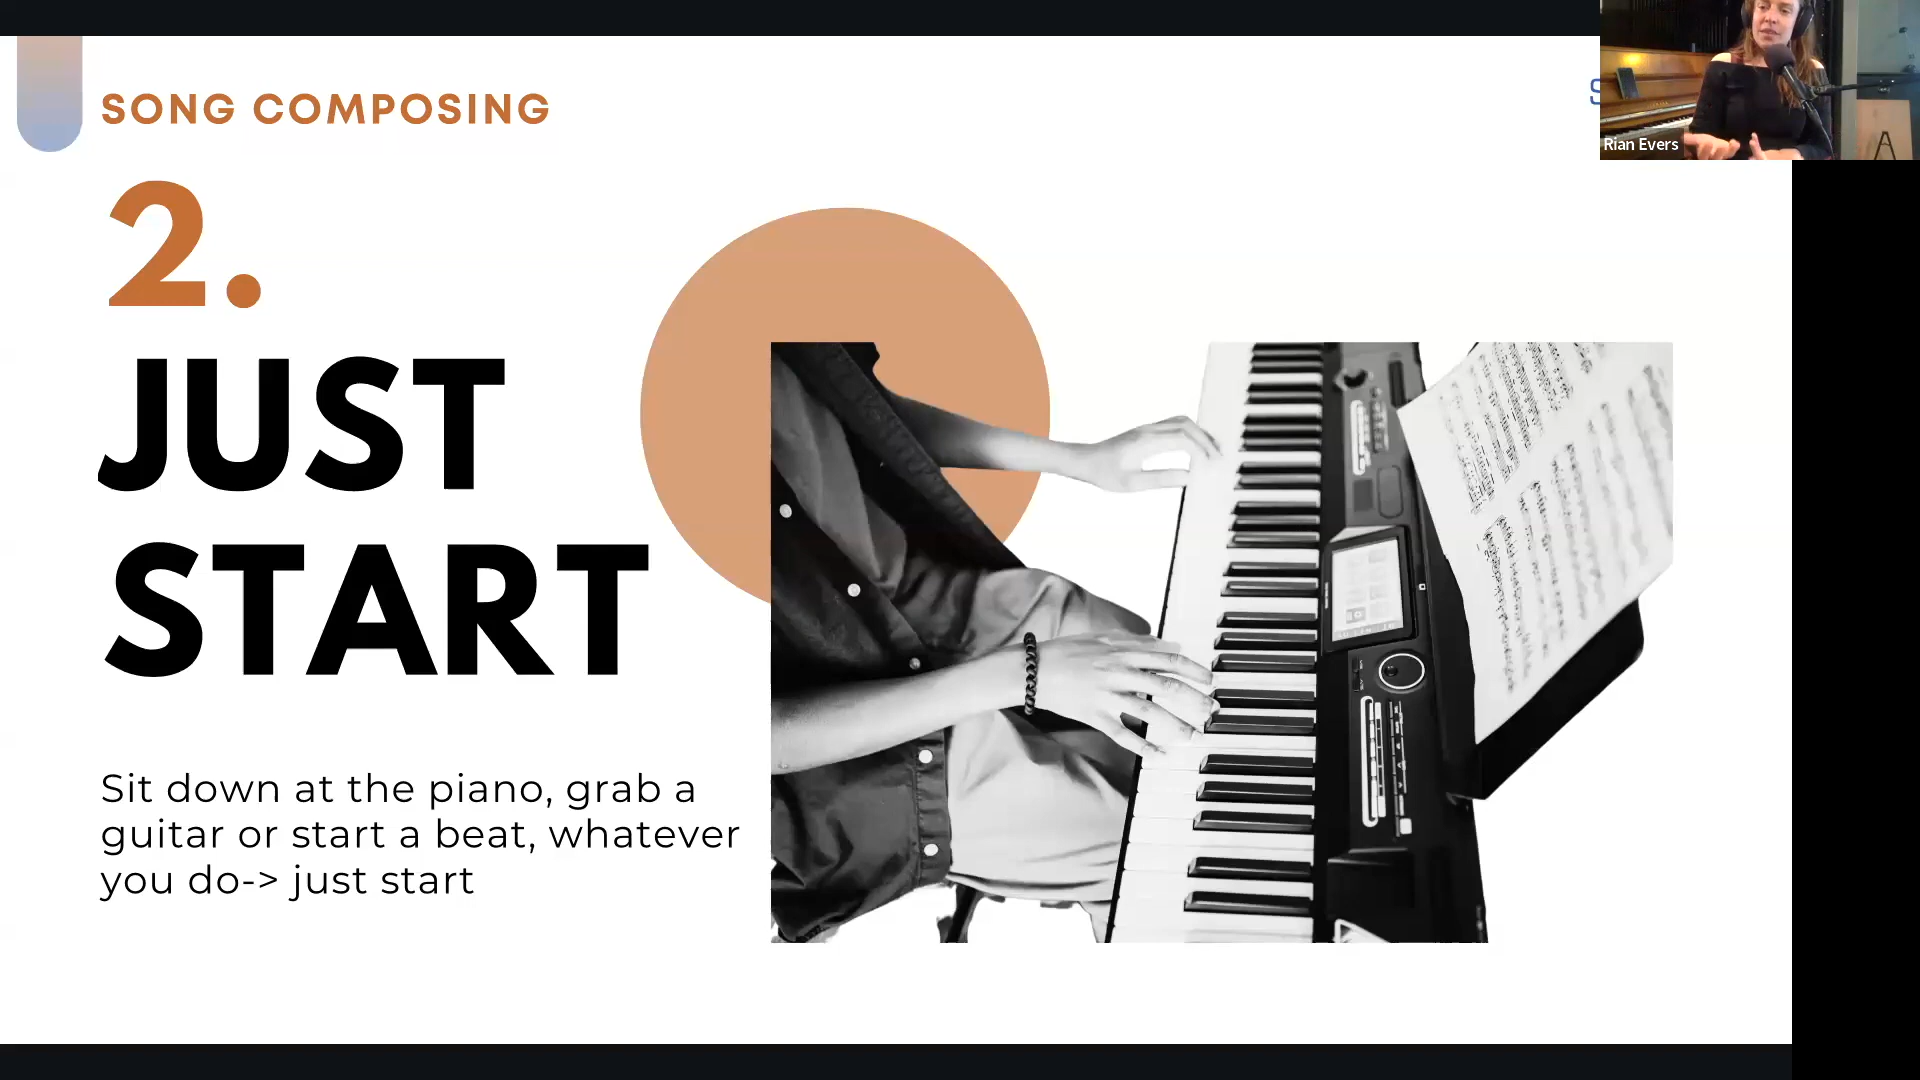 SONG COMPOSING
2.
JUST
START
Sit down at the piano, grab a
guitar or start a beat, whatever
you do-> just start
Rian Evers